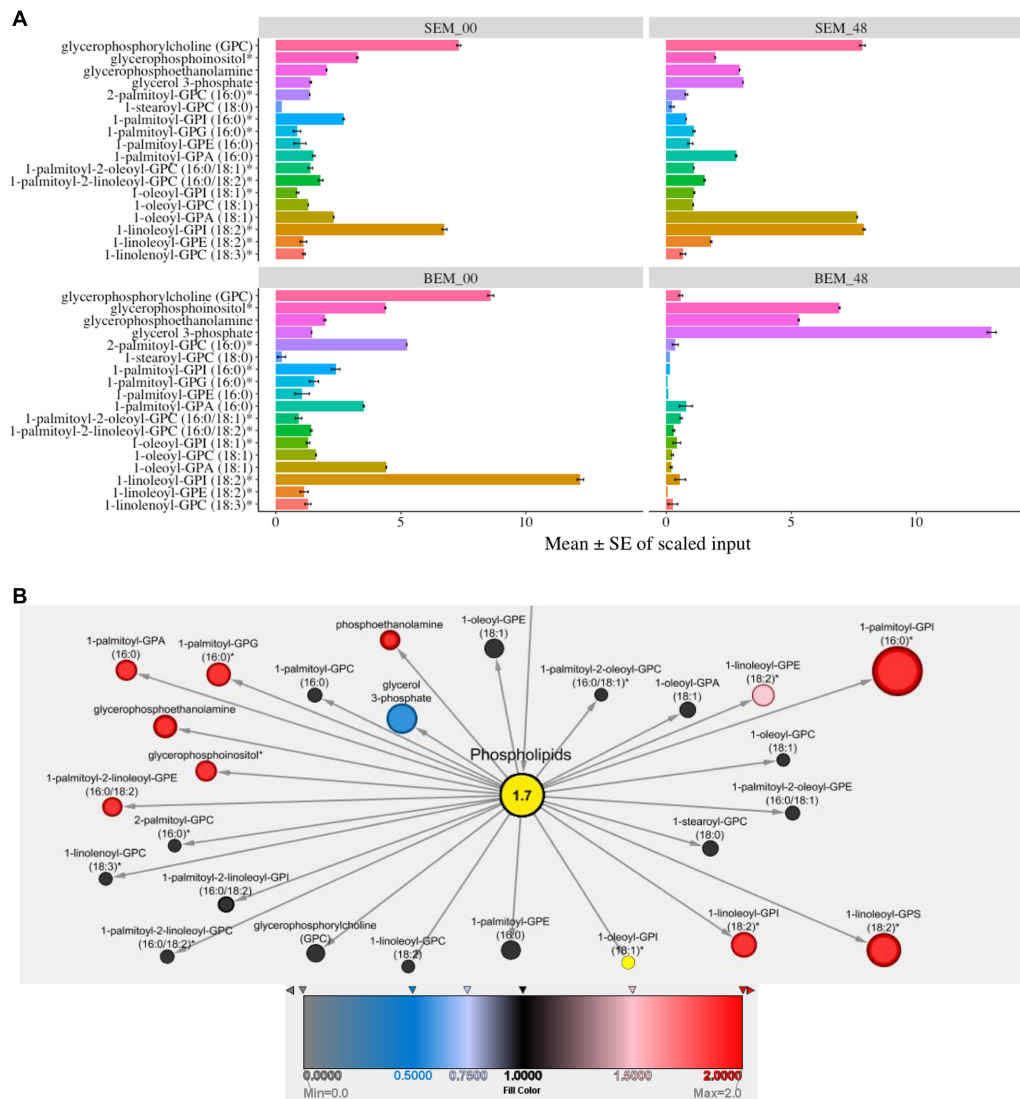 A
SEM_00
SEM_48
glycerophosphorylcholine (GPC)
glycerophosphoinositol*
glycerophosphoethanolamine
glycerol 3-phosphate
2-palmitoyl-GPC (16:0)*
1-stearoyl-GPC (18:0)
1-palmitoyl-GPI (16:0)*
1-palmitoyl-GPG (16:0)*
1-palmitoyl-GPE (16:0)
1-palmitoyl-GPA (16:0)
1-palmitoyl-2-oleoyl-GPC (16:0/18:1)*
1-palmitoyl-2-linoleoyl-GPC (16:0/18:2)*
1-oleoyl-GPI (18:1)*
1-oleoyl-GPC (18:1)
1-oleoyl-GPA (18:1)
1-linoleoyl-GPI (18:2)*
1-linoleoyl-GPE (18:2)*
1-linolenoyl-GPC (18:3)*
BEM_00
BEM_48
glycerophosphorylcholine (GPC)
glycerophosphoinositol*
glycerophosphoethanolamine
glycerol 3-phosphate
2-palmitoyl-GPC (16:0)*
1-stearoyl-GPC (18:0)
1-palmitoyl-GPI (16:0)*
1-palmitoyl-GPG (16:0)*
1-palmitoyl-GPE (16:0)
1-palmitoyl-GPA (16:0)
1-palmitoyl-2-oleoyl-GPC (16:0/18:1)*
1-palmitoyl-2-linoleoyl-GPC (16:0/18:2)*
1-oleoyl-GPI (18:1)*
1-oleoyl-GPC (18:1)
1-oleoyl-GPA (18:1)
1-linoleoyl-GPI (18:2)*
1-linoleoyl-GPE (18:2)*
1-linolenoyl-GPC (18:3)*
0 5 10 0 5 10
Mean ± SE of scaled input
B
1-palmitoyl-GPA
(16:0)
1-palmitoyl-GPG
(16:0)*
1-palmitoyl-GPC
(16:0)
phosphoethanolamine
glycerol
3-phosphate
1-oleoyl-GPE
(18:1)
1-palmitoyl-2-oleoyl-GPC
(16:0/18:1)*
1-oleoyl-GPA
(18:1)
1-linoleoyl-GPE
(18:2)*
1-palmitoyl-GPI
(16:0)*
glycerophosphoethanolamine
glycerophosphoinositol*
1-palmitoyl-2-linoleoyl-GPE
(16:0/18:2)
Phospholipids
1.7
1-oleoyl-GPC
(18:1)
1-palmitoyl-2-oleoyl-GPE
(16:0/18:1)
2-palmitoyl-GPC
(16:0)*
1-stearoyl-GPC
(18:0)
1-linolenoyl-GPC
(18:3)*
1-palmitoyl-2-linoleoyl-GPI
(16:0/18:2)
1-palmitoyl-2-linoleoyl-GPC
(16:0/18:2)*
glycerophosphorylcholine
(GPC)
1-linoleoyl-GPC
(18:2)
1-palmitoyl-GPE
(16:0)
1-oleoyl-GPI
(18:1)*
1-linoleoyl-GPI
(18:2)*
1-linoleoyl-GPS
(18:2)*
0.0000 0.5000 0.7500 1.0000 1.5000 2.0000
Min=0.0 Fill Color Max=2.0